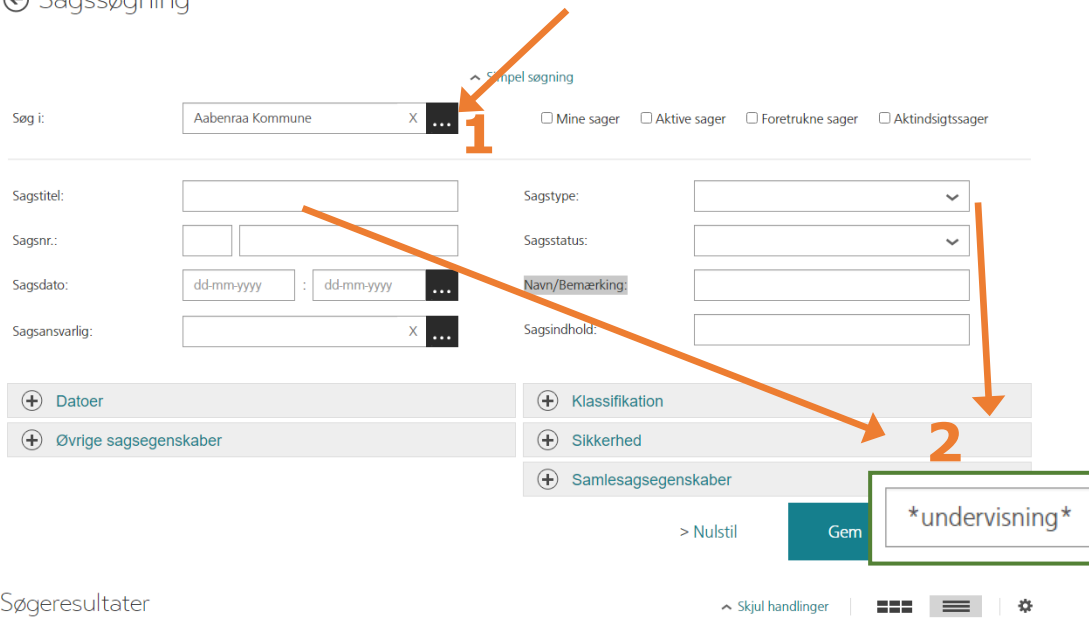 Sagssøgning
Simpel søgning
Søg i: Aabenraa Kommune X ... Mine sager Aktive sager Foretrukne sager Aktindsigtssager
1
Sagstitel: Sagstype:
Sagsnr.: Sagsstatus:
Sagsdato: dd-mm-yyyy : dd-mm-yyyy ... Navn/Bemærking:
Sagsansvarlig: X ... Sagsindhold:
Datoer Klassifikation
Øvrige sagsegenskaber Sikkerhed
2
Samlesagsegenskaber
*undervisning*
> Nulstil Gem
Søgeresultater Skjul handlinger